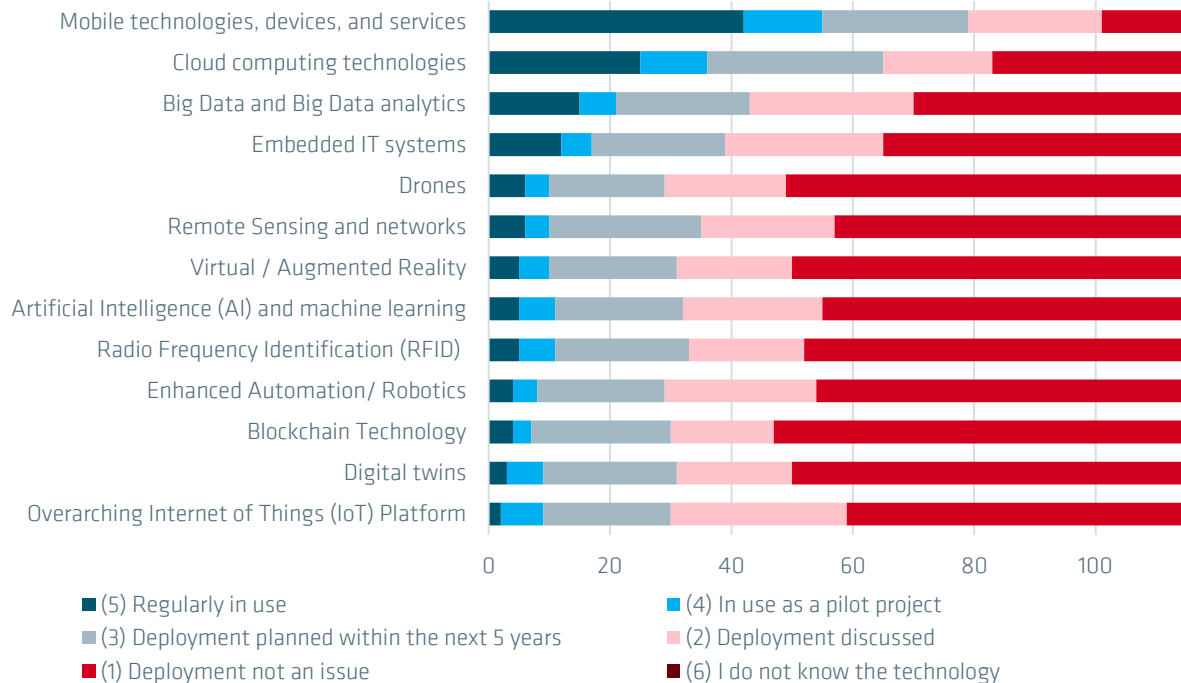 Mobile technologies, devices, and services
Cloud computing technologies
Big Data and Big Data analytics
Embedded IT systems
Drones
Remote Sensing and networks
Virtual / Augmented Reality
Artificial Intelligence (AI) and machine learning
Radio Frequency Identification (RFID)
Enhanced Automation/ Robotics
Blockchain Technology
Digital twins
Overarching Internet of Things (IoT) Platform
0 20 40 60 80 100
(5) Regularly in use (4) In use as a pilot project
(3) Deployment planned within the next 5 years (2) Deployment discussed
(1) Deployment not an issue (6) I do not know the technology